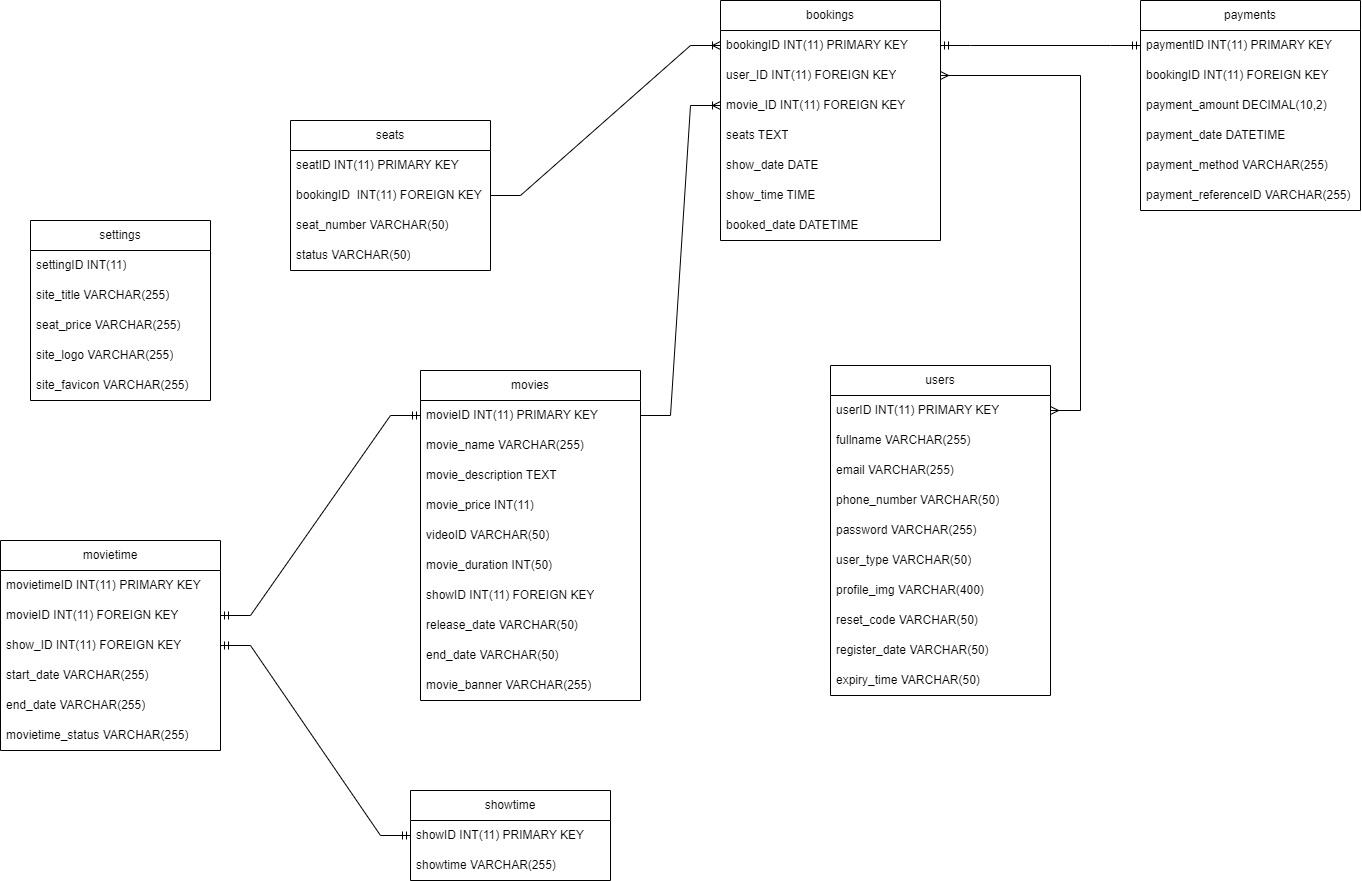 bookings
bookingID INT(11) PRIMARY KEY
user_ID INT(11) FOREIGN KEY
movie_ID INT(11) FOREIGN KEY
seats TEXT
show_date DATE
show_time TIME
booked_date DATETIME
payments
paymentID INT(11) PRIMARY KEY
bookingID INT(11) FOREIGN KEY
payment_amount DECIMAL(10,2)
payment_date DATETIME
payment_method VARCHAR(255)
payment_referenceID VARCHAR(255)
seats
seatID INT(11) PRIMARY KEY
bookingID  INT(11) FOREIGN KEY
seat_number VARCHAR(50)
status VARCHAR(50)
settings
settingID INT(11)
site_title VARCHAR(255)
seat_price VARCHAR(255)
site_logo VARCHAR(255)
site_favicon VARCHAR(255)
movies
movieID INT(11) PRIMARY KEY
movie_name VARCHAR(255)
movie_description TEXT
movie_price INT(11)
videoID VARCHAR(50)
movie_duration INT(50)
showID INT(11) FOREIGN KEY
release_date VARCHAR(50)
end_date VARCHAR(50)
movie_banner VARCHAR(255)
users
userID INT(11) PRIMARY KEY
fullname VARCHAR(255)
email VARCHAR(255)
phone_number VARCHAR(50)
password VARCHAR(255)
user_type VARCHAR(50)
profile_img VARCHAR(400)
reset_code VARCHAR(50)
register_date VARCHAR(50)
expiry_time VARCHAR(50)
movietime
movietimeID INT(11) PRIMARY KEY
movieID INT(11) FOREIGN KEY
show_ID INT(11) FOREIGN KEY
start_date VARCHAR(255)
end_date VARCHAR(255)
movietime_status VARCHAR(255)
showtime
showID INT(11) PRIMARY KEY
showtime VARCHAR(255)